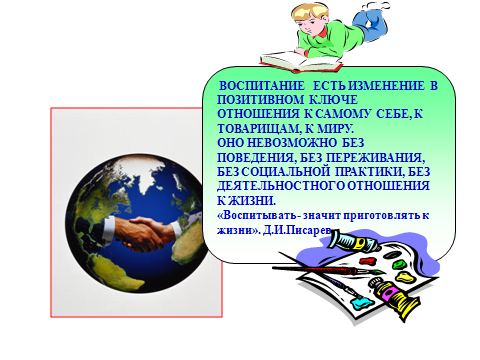 ВОСПИТАНИЕ ЕСТЬ ИЗМЕНЕНИЕ В
ПОЗИТИВНОМ КЛЮЧЕ
ОТНОШЕНИЯ К САМОМУ СЕБЕ, К
ТОВАРИЩАМ, К МИРУ.
ОНО НЕВОЗМОЖНО БЕЗ
ПОВЕДЕНИЯ, БЕЗ ПЕРЕЖИВАНИЯ,
БЕЗ СОЦИАЛЬНОЙ ПРАКТИКИ, БЕЗ
ДЕЯТЕЛЬНОСТНОГО ОТНОШЕНИЯ
К ЖИЗНИ.
«Воспитывать- значит приготовлять к
жизни». Д.И.Писарев